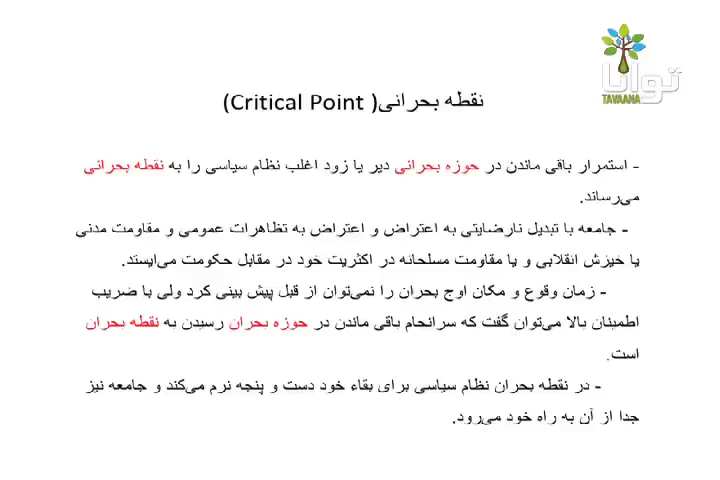 توانا
TAVAANA
نقطه بحرانی( Critical Point)
- استمرار باقی ماندن در حوزه بحرانی دیر یا زود اغلب نظام سیاسی را به نقطه بحرانی
می‌رساند.
- جامعه با تبدیل نارضایتی به اعتراض و اعتراض به تظاهرات عمومی و مقاومت مدنی
یا خیزش انقلابی و یا مقاومت مسلحانه در اکثریت خود در مقابل حکومت می‌ایستد.
- زمان وقوع و مکان اوج بحران را نمی‌توان از قبل پیش بینی کرد ولی با ضریب
اطمینان بالا می‌توان گفت که سرانجام باقی ماندن در حوزه بحران رسیدن به نقطه بحران
است.
- در نقطه بحران نظام سیاسی برای بقاء خود دست و پنجه نرم می‌کند و جامعه نیز
جدا از آن به راه خود می‌رود.